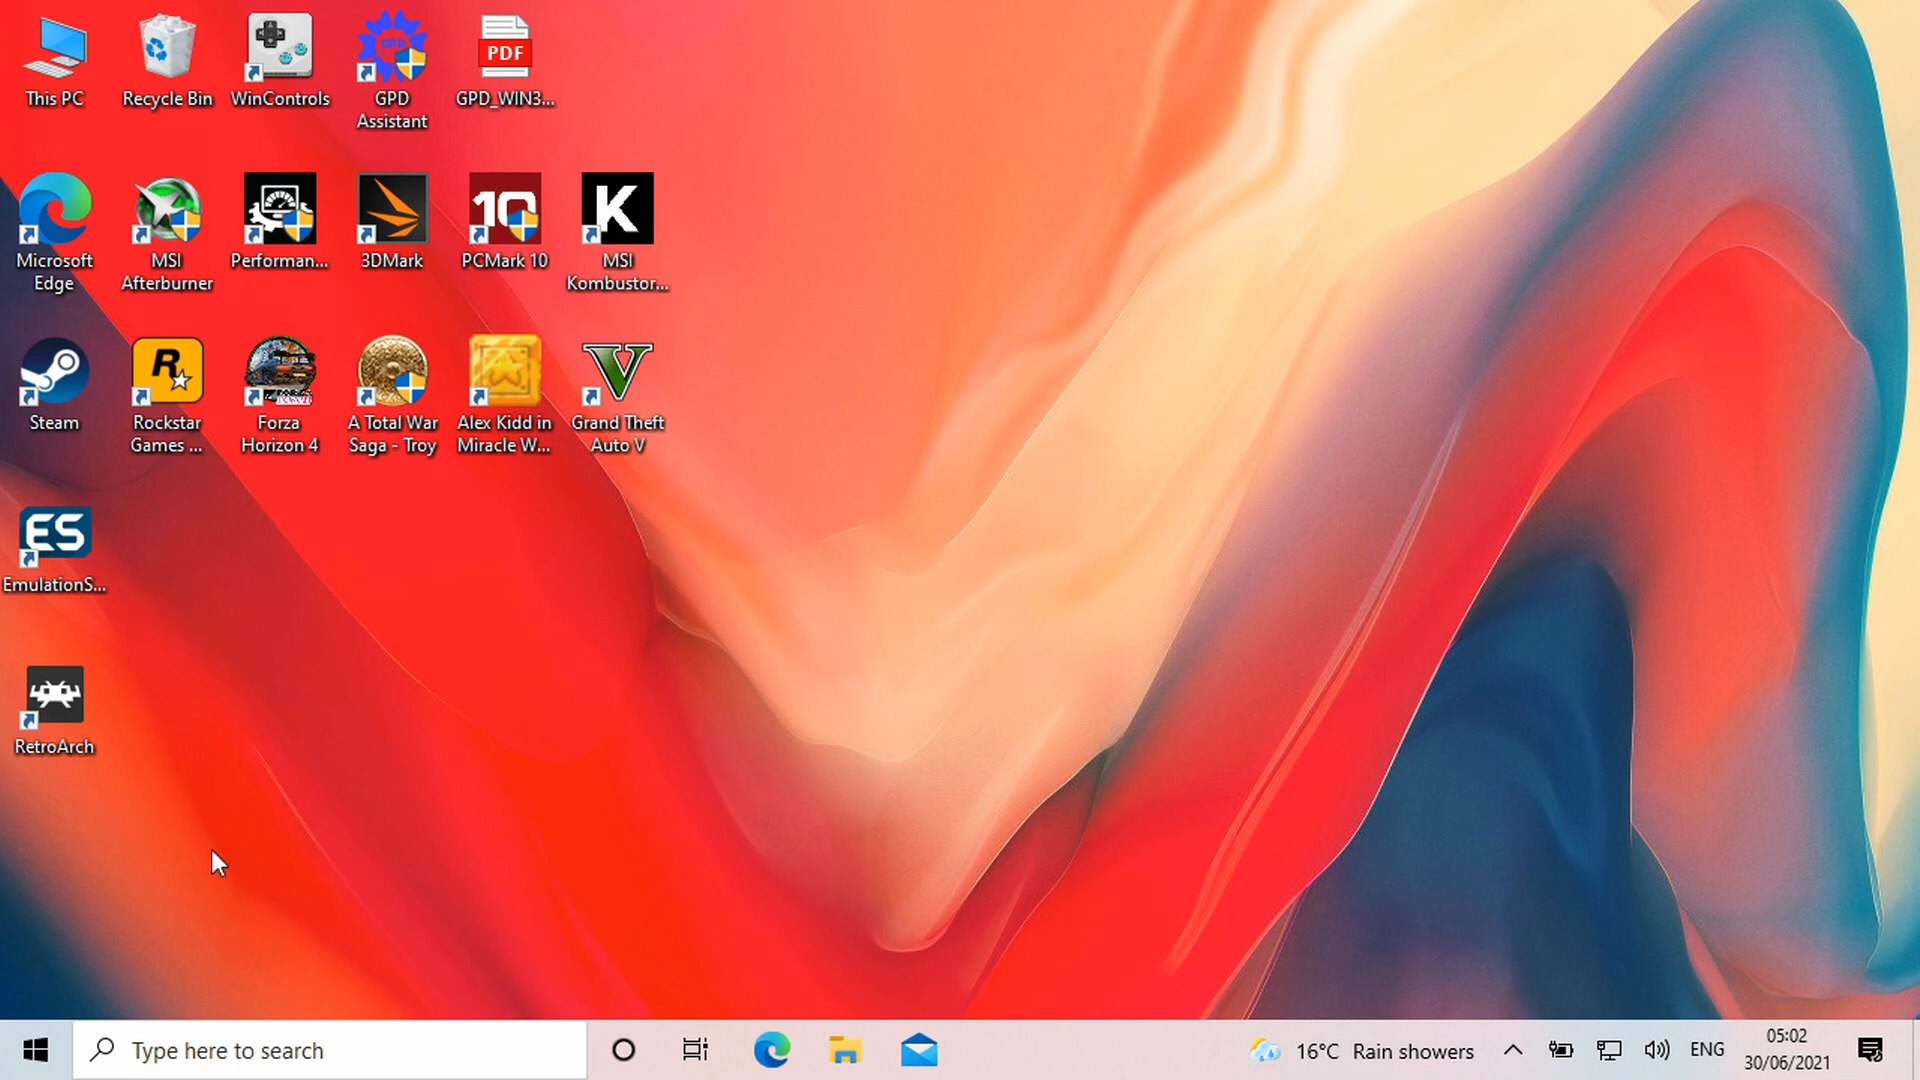 This PC
Recycle Bin
WinControls
GPD
Assistant
PDF
GPD_WIN3...
Microsoft
Edge
MSI
Afterburner
Performan...
3DMark
10
PCMark 10
K
MSI
Kombustor...
Steam
R
Rockstar
Games ...
Forza
Horizon 4
A Total War
Saga - Troy
Alex Kidd in
Miracle W...
V
Grand Theft
Auto V
ES
EmulationS...
RetroArch
Type here to search
16°C Rain showers
ENG
05:02
30/06/2021